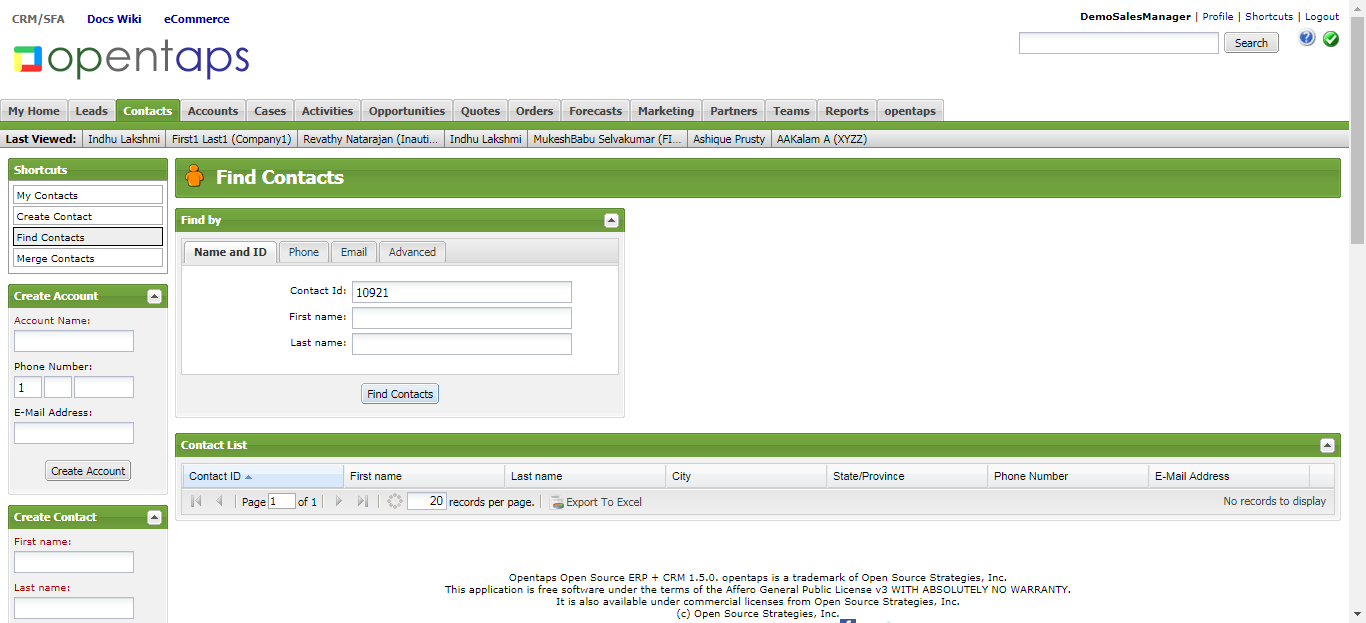 CRM/SFA Docs Wiki eCommerce
DemoSalesManager | Profile | Shortcuts | Logout
opentaps
Search
My Home Leads Contacts Accounts Cases Activities Opportunities Quotes Orders Forecasts Marketing Partners Teams Reports opentaps
Last Viewed: Indhu Lakshmi First1 Last1 (Company1) Revathy Natarajan (Inauti... Indhu Lakshmi MukeshBabu Selvakumar (FI... Ashique Prusty AAKalam A (XYZZ)
Shortcuts
My Contacts
Create Contact
Find Contacts
Merge Contacts
Create Account
Account Name:
Phone Number:
1
E-Mail Address:
Create Account
Create Contact
First name:
Last name:
Find Contacts
Find by
Name and ID Phone Email Advanced
Contact Id: 10921
First name:
Last name:
Find Contacts
Contact List
Contact ID First name Last name City State/Province Phone Number E-Mail Address
Page 1 of 1 20 records per page. Export To Excel No records to display
Opentaps Open Source ERP + CRM 1.5.0. opentaps is a trademark of Open Source Strategies, Inc.
This application is free software under the terms of the Affero General Public License v3 WITH ABSOLUTELY NO WARRANTY.
It is also available under commercial licenses from Open Source Strategies, Inc.
(c) Open Source Strategies, Inc.